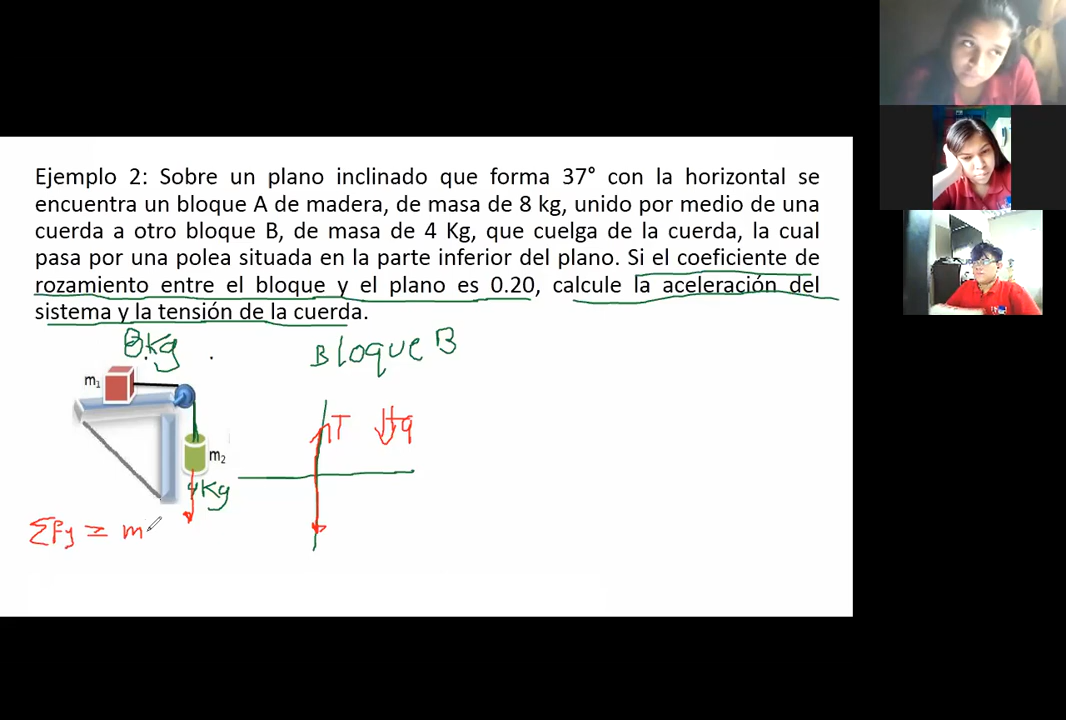 Ejemplo 2: Sobre un plano inclinado que forma 37° con la horizontal se
encuentra un bloque A de madera, de masa de 8 kg, unido por medio de una
cuerda a otro bloque B, de masa de 4 Kg, que cuelga de la cuerda, la cual
pasa por una polea situada en la parte inferior del plano. Si el coeficiente de
rozamiento entre el bloque y el plano es 0.20, calcule la aceleración del
sistema y la tensión de la cuerda.
8Kg
Bloque B
m₁
T
m₂
4Kg
ΣFy = m